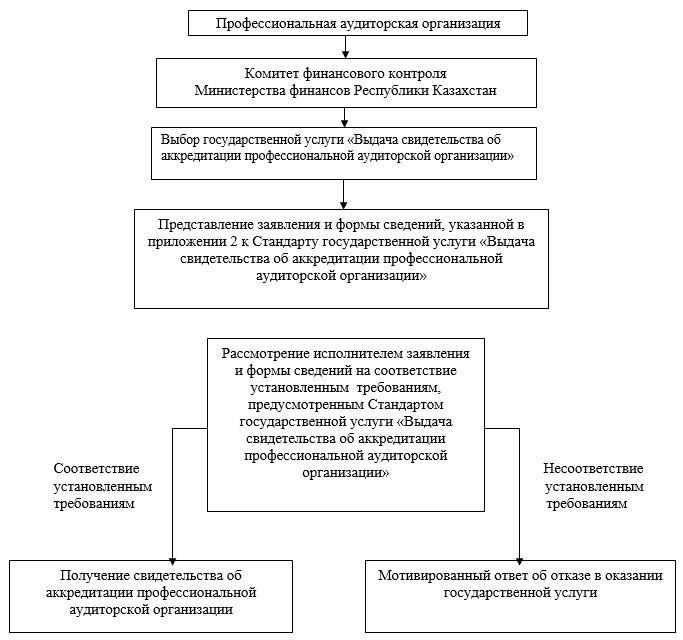 Профессиональная аудиторская организация
Комитет финансового контроля
Министерства финансов Республики Казахстан
Выбор государственной услуги «Выдача свидетельства об
аккредитации профессиональной аудиторской организации»
Представление заявления и формы сведений, указанной в
приложении 2 к Стандарту государственной услуги «Выдача
свидетельства об аккредитации профессиональной
аудиторской организации»
Рассмотрение исполнителем заявления
и формы сведений на соответствие
установленным требованиям,
предусмотренным Стандартом
государственной услуги «Выдача
свидетельства об аккредитации
профессиональной аудиторской
организации»
Соответствие
установленным
требованиям
Несоответствие
установленным
требованиям
Получение свидетельства об
аккредитации профессиональной
аудиторской организации
Мотивированный ответ об отказе в оказании
государственной услуги